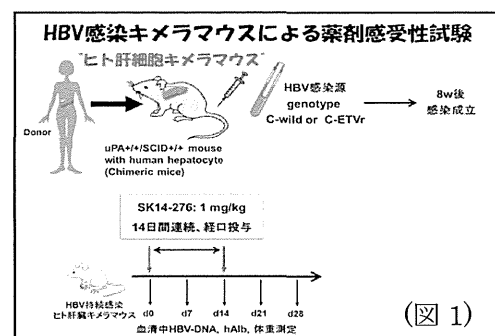 HBV感染キメラマウスによる薬剤感受性試験
"ヒト肝細胞キメラマウス"
Donor
uPA+/+/SCID+/+ mouse
with human hepatocyte
(Chimeric mice)
HBV感染源
genotype
C-wild or C-ETVr
8w後
感染成立
SK14-276: 1 mg/kg
14日間連続、経口投与
HBV持続感染
ヒト肝臓キメラマウス
d0 d7 d14 d21 d28
血清中HBV-DNA, hAlb, 体重測定
(図 1)